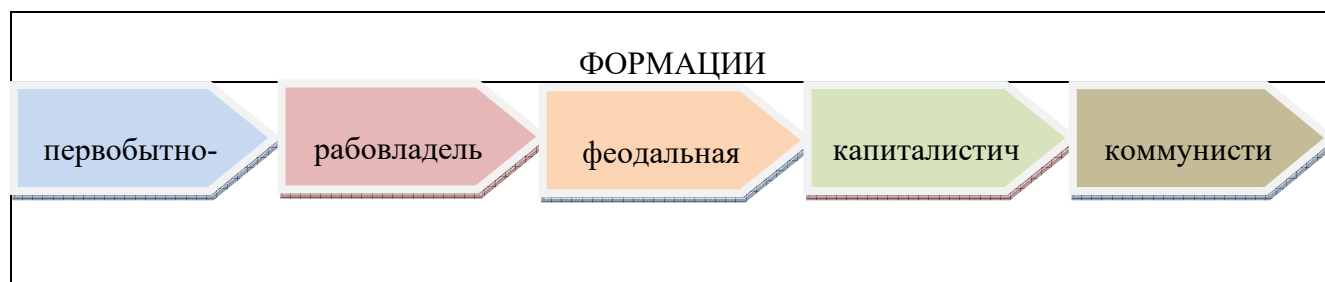 ФОРМАЦИИ
первобытно-
рабовладель
феодальная
капиталистич
коммунисти